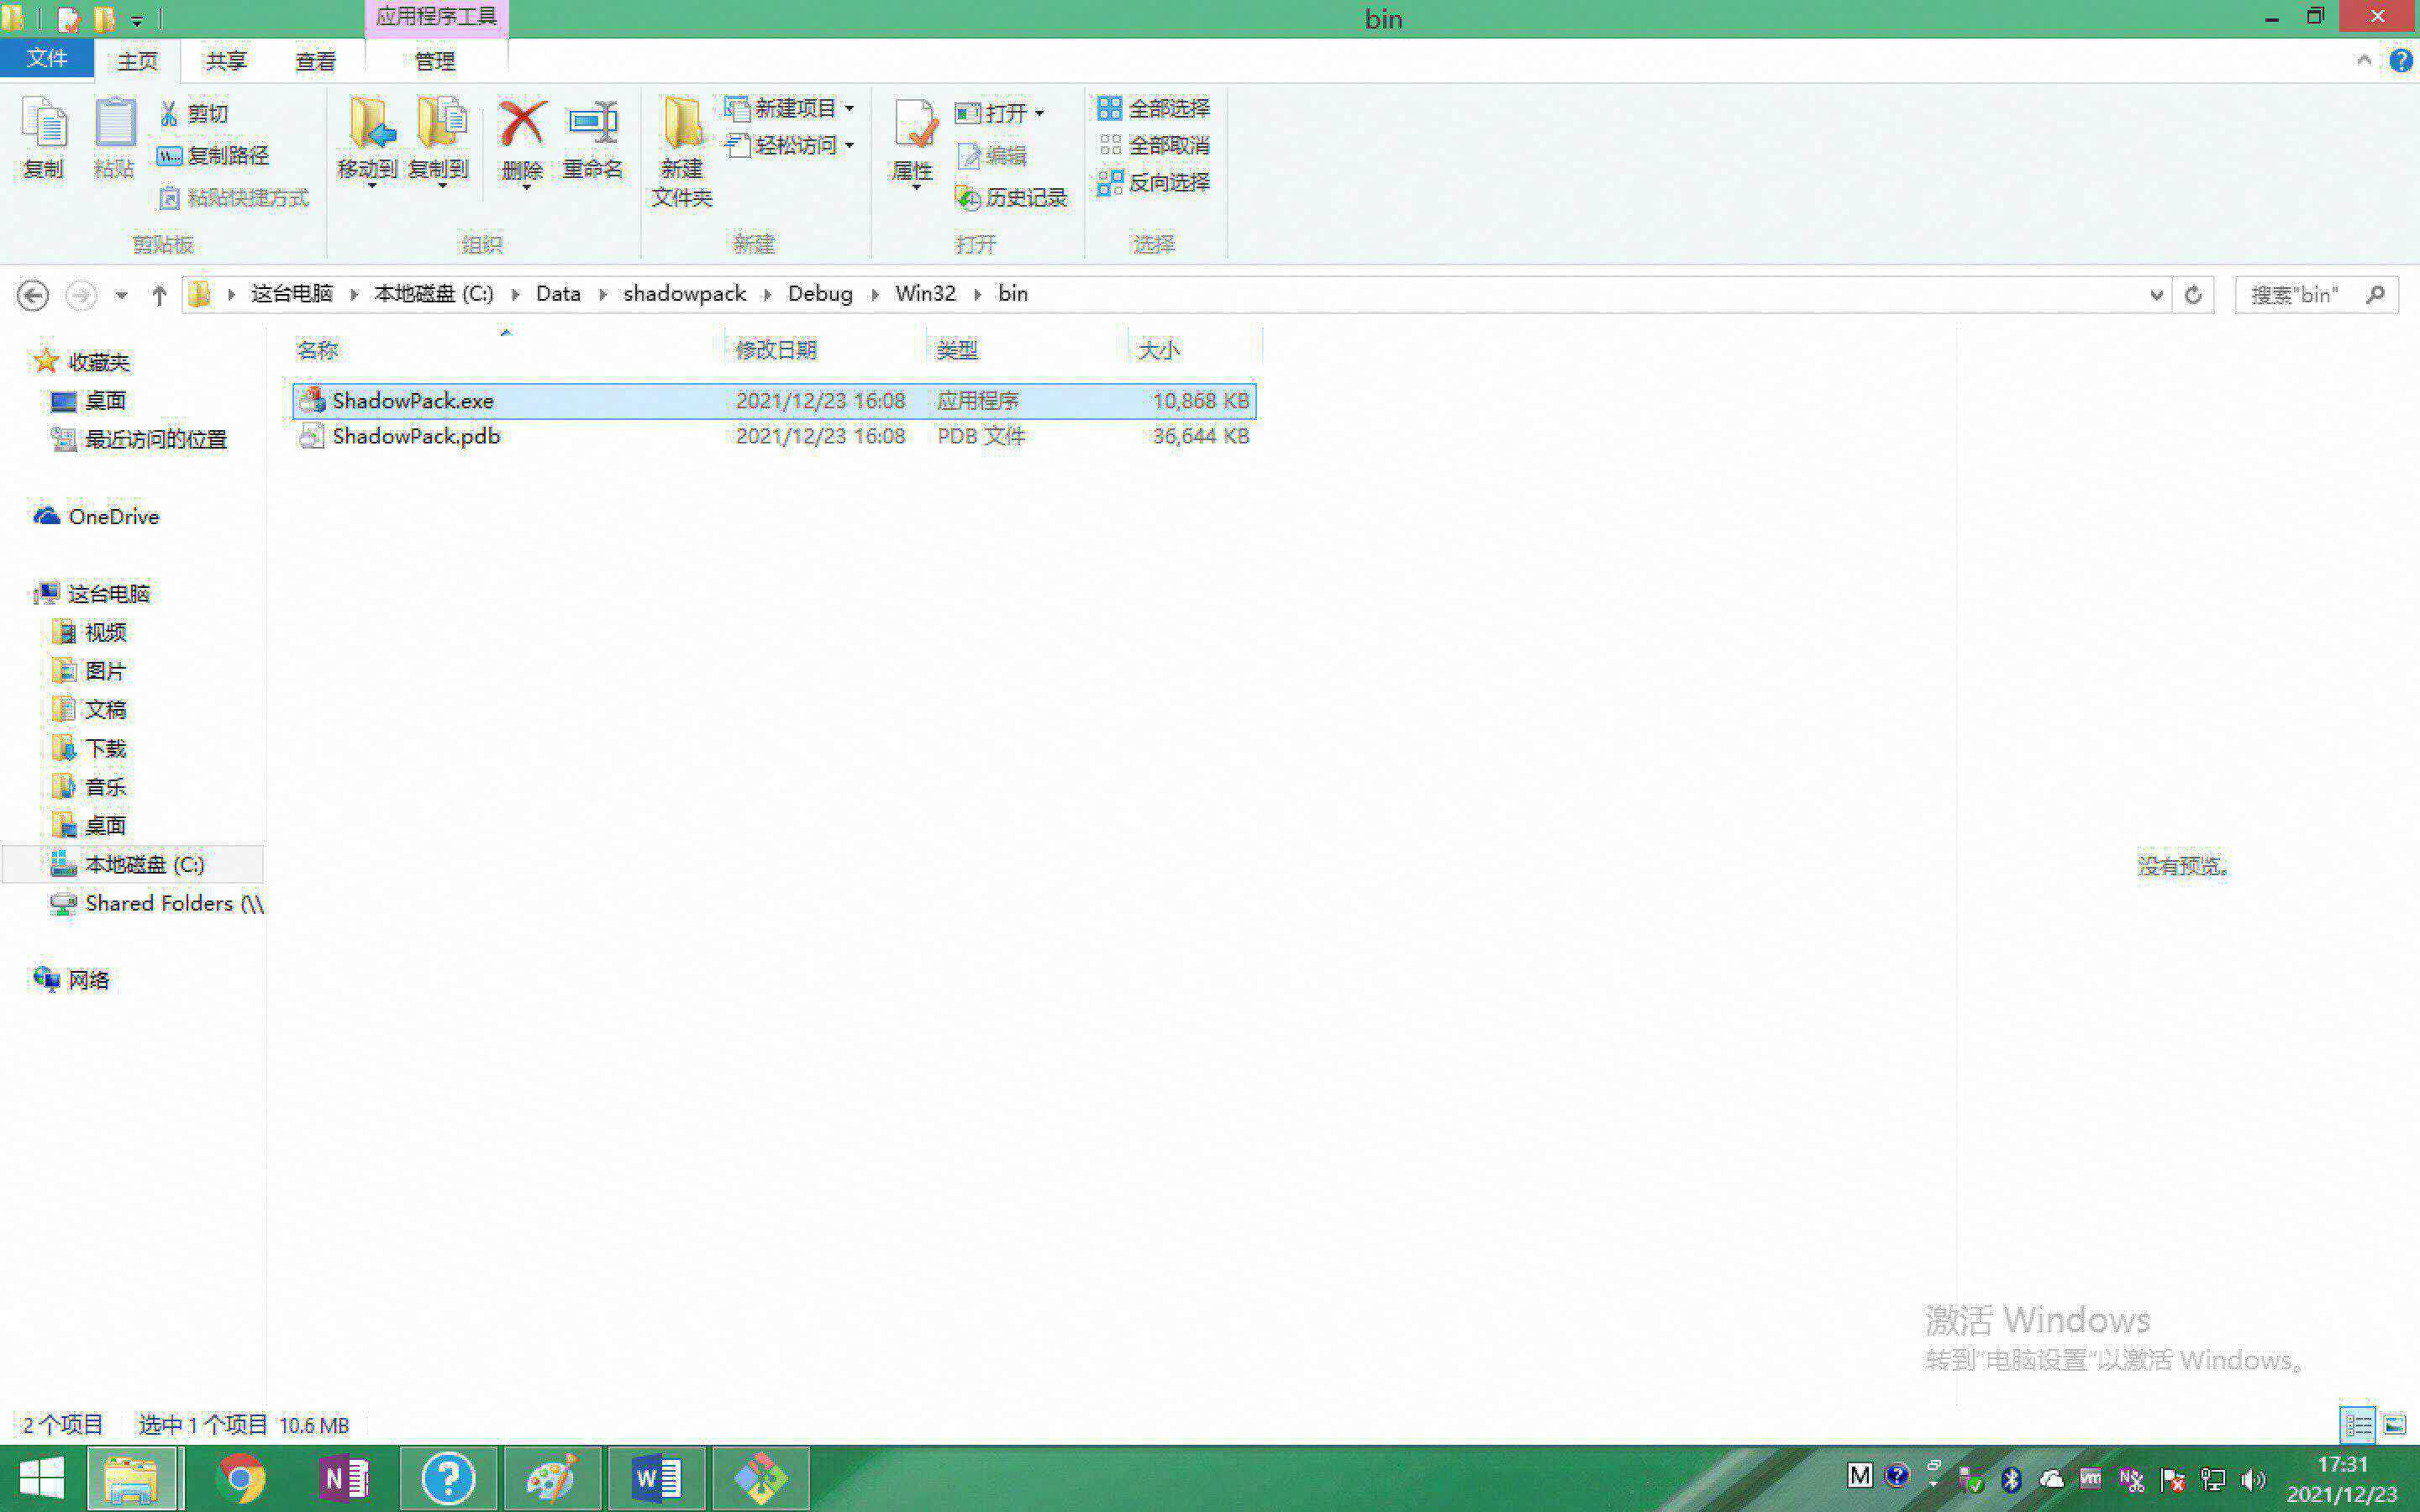 应用程序工具
bin
文件
主页
共享
查看
管理
复制
粘贴
剪切
复制路径
粘贴快捷方式
剪贴板
移动到
复制到
删除
重命名
组织
新建
文件夹
新建项目
轻松访问
新建
属性
打开
编辑
历史记录
打开
全部选择
全部取消
反向选择
选择
这台电脑 本地磁盘 (C:) Data shadowpack Debug Win32 bin
搜索"bin"
名称 修改日期 类型 大小
ShadowPack.exe 2021/12/23 16:08 应用程序 10,868 KB
ShadowPack.pdb 2021/12/23 16:08 PDB 文件 36,644 KB
收藏夹
桌面
最近访问的位置
OneDrive
这台电脑
视频
图片
文稿
下载
音乐
桌面
本地磁盘 (C:)
Shared Folders (\\
网络
没有预览。
激活 Windows
转到"电脑设置"以激活 Windows。
2 个项目 选中 1 个项目 10.6 MB
17:31
2021/12/23